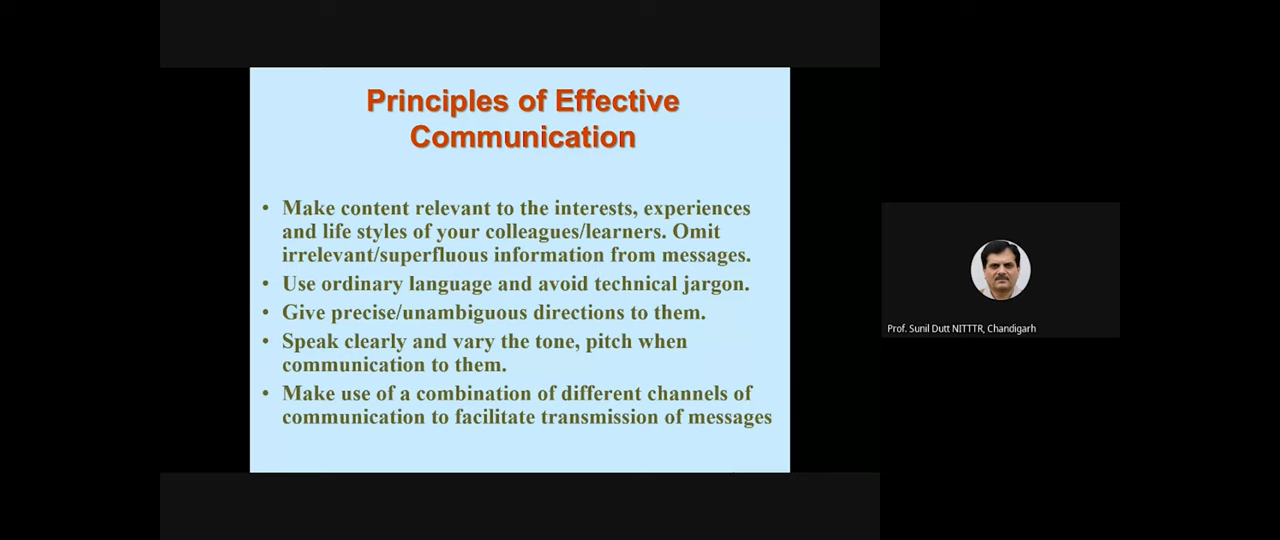 Principles of Effective
Communication
• Make content relevant to the interests, experiences
and life styles of your colleagues/learners. Omit
irrelevant/superfluous information from messages.
• Use ordinary language and avoid technical jargon.
• Give precise/unambiguous directions to them.
• Speak clearly and vary the tone, pitch when
communication to them.
• Make use of a combination of different channels of
communication to facilitate transmission of messages
Prof. Sunil Dutt NITTTR, Chandigarh